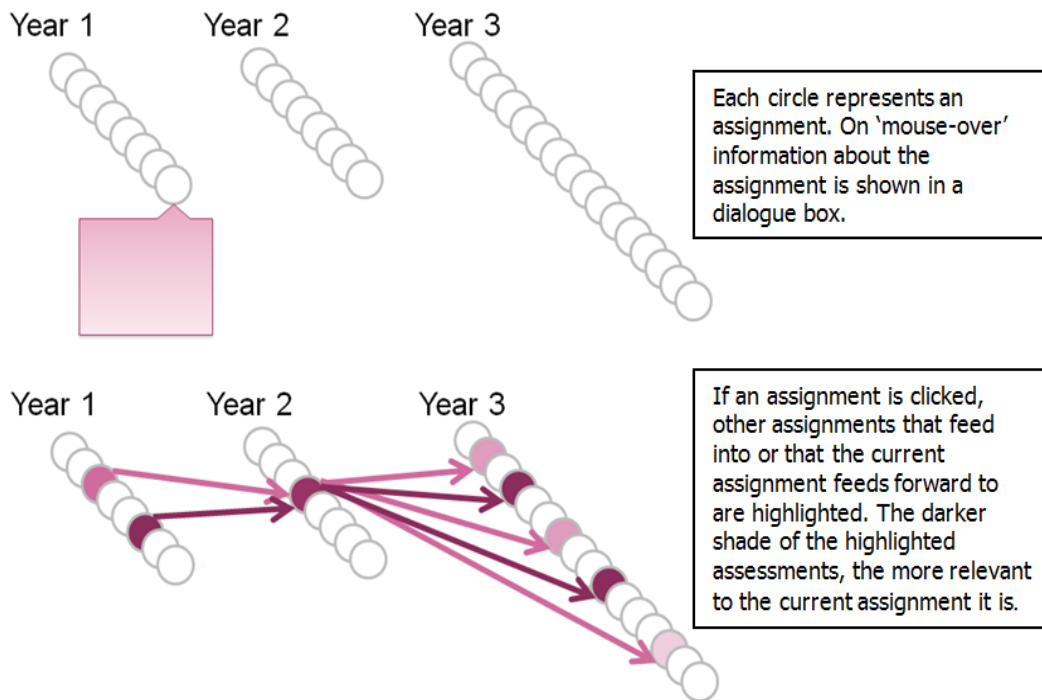 Year 1
Year 2
Year 3
Each circle represents an
assignment. On ‘mouse-over’
information about the
assignment is shown in a
dialogue box.
Year 1
Year 2
Year 3
If an assignment is clicked,
other assignments that feed
into or that the current
assignment feeds forward to
are highlighted. The darker
shade of the highlighted
assessments, the more relevant
to the current assignment it is.